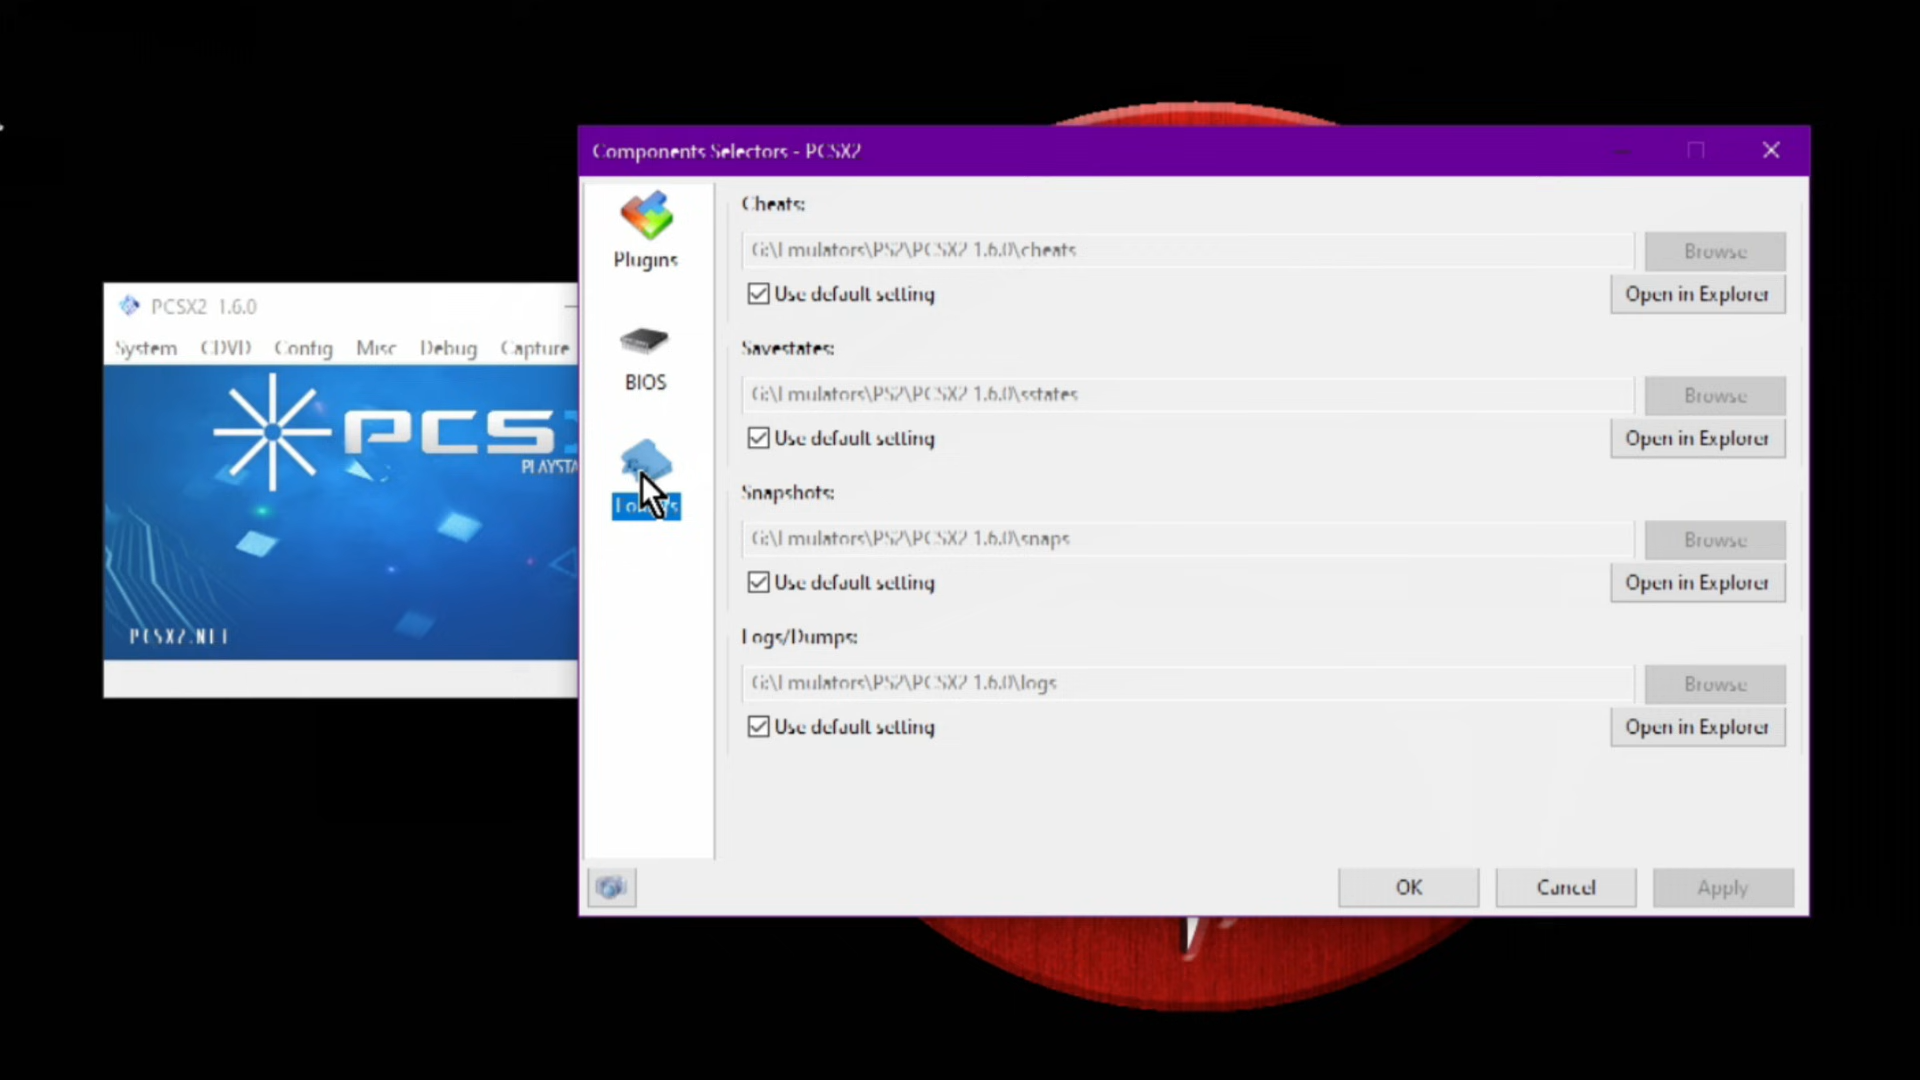 Components Selectors - PCSX2
Plugins
BIOS
Cheats:
G:\Emulators\PS2\PCSX2 1.6.0\cheats
Browse
Use default setting
Open in Explorer
Savestates:
G:\Emulators\PS2\PCSX2 1.6.0\sstates
Browse
Use default setting
Open in Explorer
Snapshots:
G:\Emulators\PS2\PCSX2 1.6.0\snaps
Browse
Use default setting
Open in Explorer
Logs/Dumps:
G:\Emulators\PS2\PCSX2 1.6.0\logs
Browse
Use default setting
Open in Explorer
OK
Cancel
Apply
PCSX2 1.6.0
System CDVD Config Misc Debug Capture
PCS
PLAYSTA
PCSX2.NET